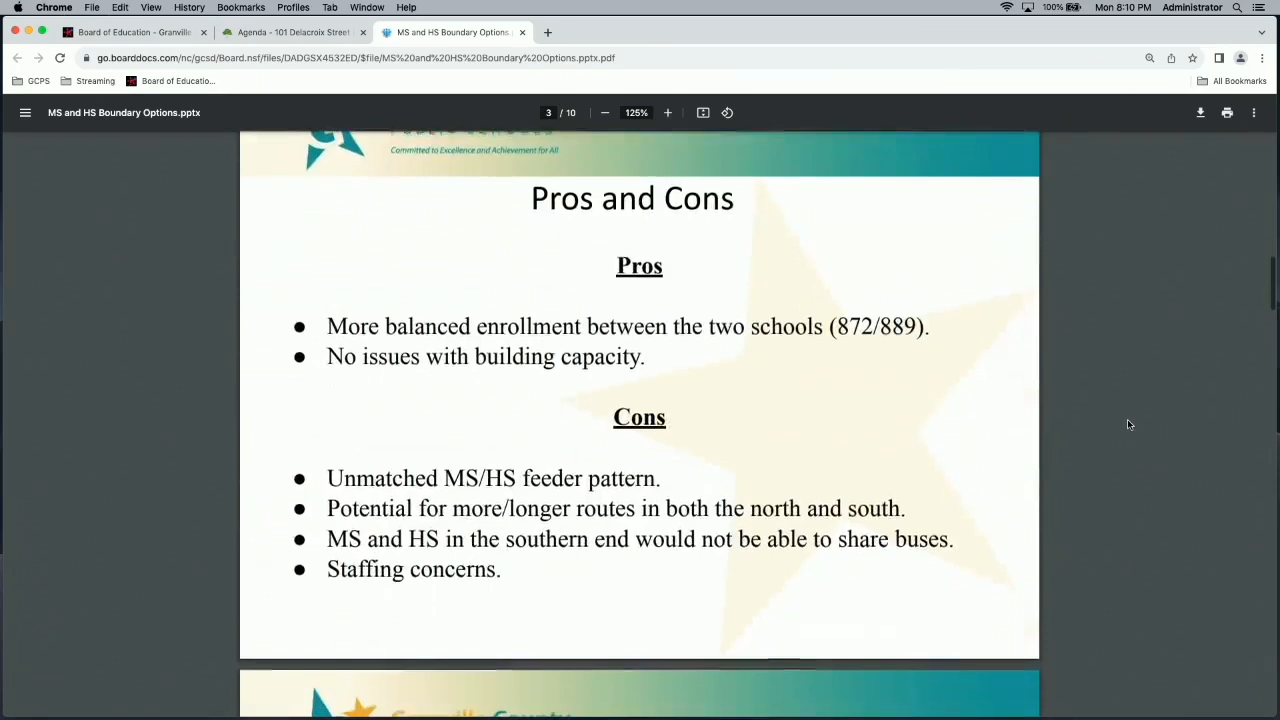 Chrome File Edit View History Bookmarks Profiles Tab Window Help 100% Mon 8:10 PM Administrator
Board of Education - Granville Agenda - 101 Delacroix Street MS and HS Boundary Options.
go.boarddocs.com/nc/gcsd/Board.nsf/files/DADGSX4532ED/$file/MS%20and%20HS%20Boundary%20Options.pptx.pdf
GCPS Streaming Board of Educatio... All Bookmarks
MS and HS Boundary Options.pptx 3 / 10 125%
Committed to Excellence and Achievement for All
Pros and Cons
Pros
● More balanced enrollment between the two schools (872/889).
● No issues with building capacity.
Cons
● Unmatched MS/HS feeder pattern.
● Potential for more/longer routes in both the north and south.
● MS and HS in the southern end would not be able to share buses.
● Staffing concerns.